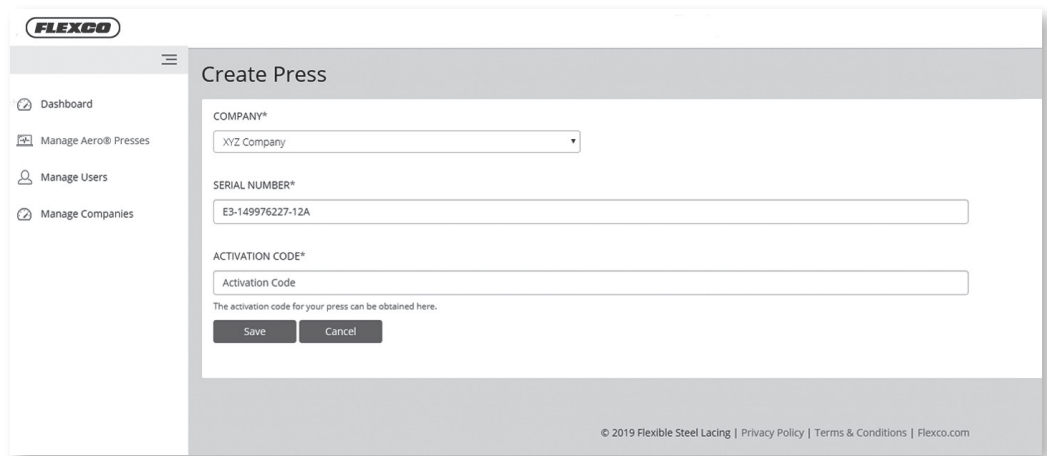 FLEXCO
Dashboard
Manage Aero® Presses
Manage Users
Manage Companies
Create Press
COMPANY*
XYZ Company
SERIAL NUMBER*
E3-149976227-12A
ACTIVATION CODE*
Activation Code
The activation code for your press can be obtained here.
Save Cancel
© 2019 Flexible Steel Lacing | Privacy Policy | Terms & Conditions | Flexco.com